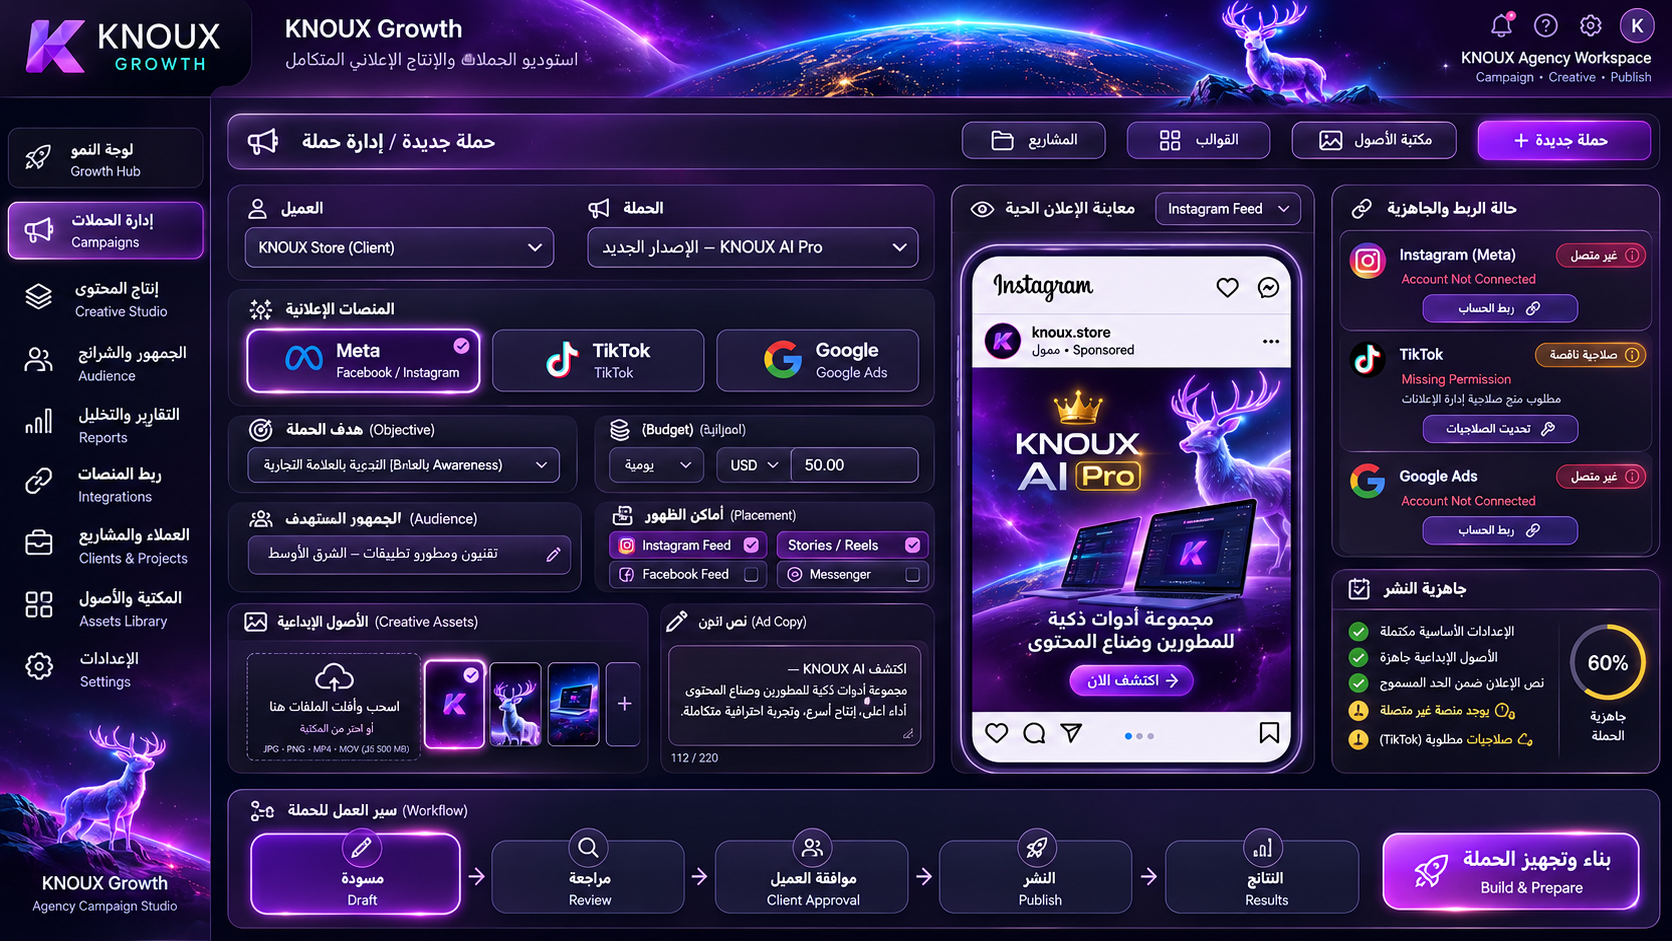 KNOUX
GROWTH
KNOUX Growth
استوديو الحملات والإنتاج الإعلاني المتكامل
K
KNOUX Agency Workspace
Campaign • Creative • Publish
لوحة النمو
Growth Hub
إدارة الحملات
Campaigns
إنتاج المحتوى
Creative Studio
الجمهور والشرائح
Audience
التقارير والتحليل
Reports
ربط المنصات
Integrations
العملاء والمشاريع
Clients & Projects
المكتبة والأصول
Assets Library
الإعدادات
Settings
KNOUX Growth
Agency Campaign Studio
حملة جديدة / إدارة حملة
المشاريع
القوالب
مكتبة الأصول
حملة جديدة +
العميل
KNOUX Store (Client)
الحملة
الإصدار الجديد – KNOUX AI Pro
المنصات الإعلانية
Meta
Facebook / Instagram
TikTok
TikTok
Google
Google Ads
هدف الحملة (Objective)
التجارية بالعلامة Awareness)
(Budget)
يومية
USD
50.00
الجمهور المستهدف (Audience)
تقنيون ومطورو تطبيقات – الشرق الأوسط
أماكن الظهور (Placement)
Instagram Feed
Stories / Reels
Facebook Feed
Messenger
الأصول الإبداعية (Creative Assets)
اسحب وأفلت الملفات هنا
أو اختر من المكتبة
JPG • PNG • MP4 • MOV 500 MB)
K
+
نص (Ad Copy)
اكتشف KNOUX AI —
مجموعة أدوات ذكية للمطورين وصناع المحتوى
أداء أعلى، إنتاج أسرع، وتجربة احترافية متكاملة.
112 / 220
معاينة الإعلان الحية
Instagram Feed
Instagram
K
knoux.store
ممول • Sponsored
KNOUX
AI Pro
K
مجموعة أدوات ذكية
للمطورين وصناع المحتوى
اكتشف الان →
حالة الربط والجاهزية
Instagram (Meta)
غير متصل
Account Not Connected
ربط الحساب
TikTok
صلاحية ناقصة
Missing Permission
مطلوب منح صلاحية إدارة الإعلانات
تحديث الصلاحيات
Google Ads
غير متصل
Account Not Connected
ربط الحساب
جاهزية النشر
الإعدادات الأساسية مكتملة
الأصول الإبداعية جاهزة
نص الإعلان ضمن الحد المسموح
يوجد منصة غير متصلة
صلاحيات مطلوبة (TikTok)
60%
جاهزية
الحملة
سير العمل للحملة (Workflow)
مسودة
Draft
مراجعة
Review
موافقة العميل
Client Approval
النشر
Publish
النتائج
Results
بناء وتجهيز الحملة
Build & Prepare